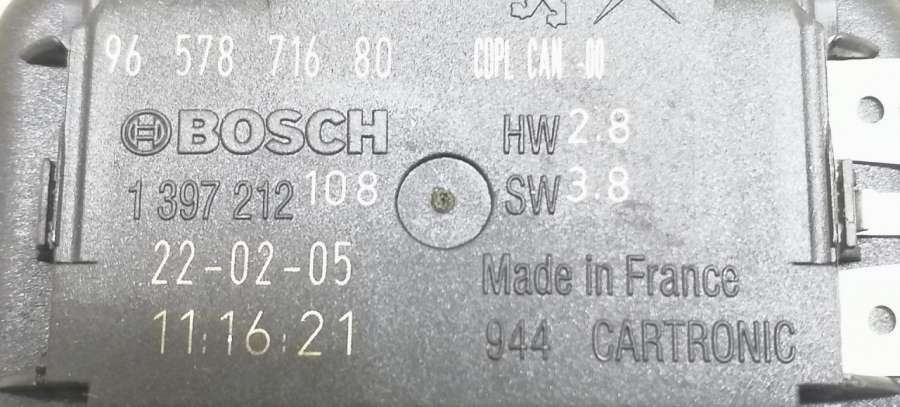 96 578 716 80 COPL CAN -00
BOSCH HW 2.8
1 397 212 108 SW 3.8
22-02-05 Made in France
11:16:21 944 CARTRONIC